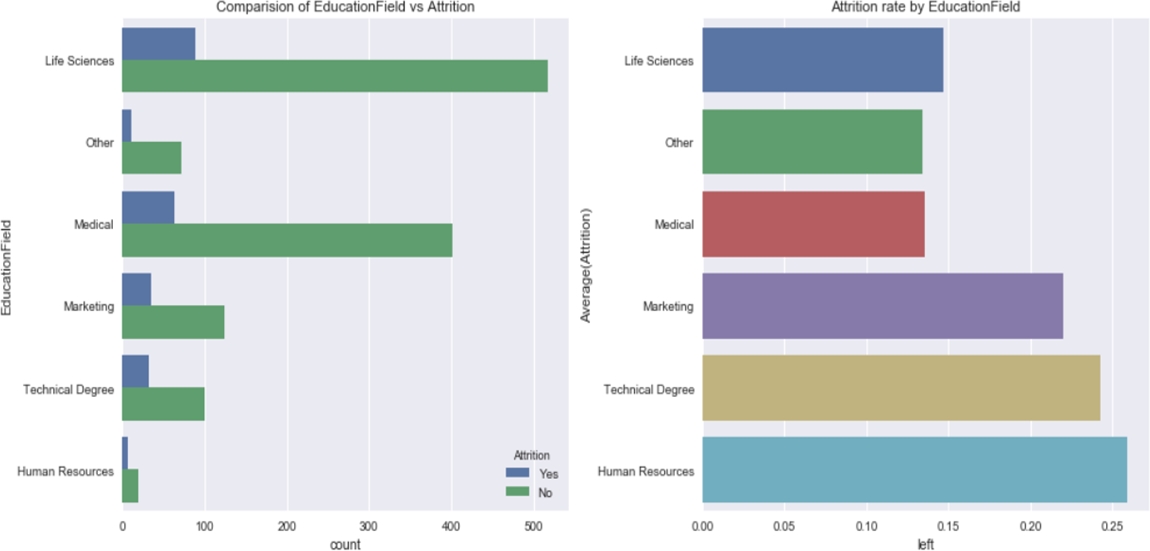 Comparision of EducationField vs Attrition
EducationField
Life Sciences
Other
Medical
Marketing
Technical Degree
Human Resources
Attrition
Yes
No
0 100 200 300 400 500
count
Attrition rate by EducationField
Average(Attrition)
Life Sciences
Other
Medical
Marketing
Technical Degree
Human Resources
0.00 0.05 0.10 0.15 0.20 0.25
left